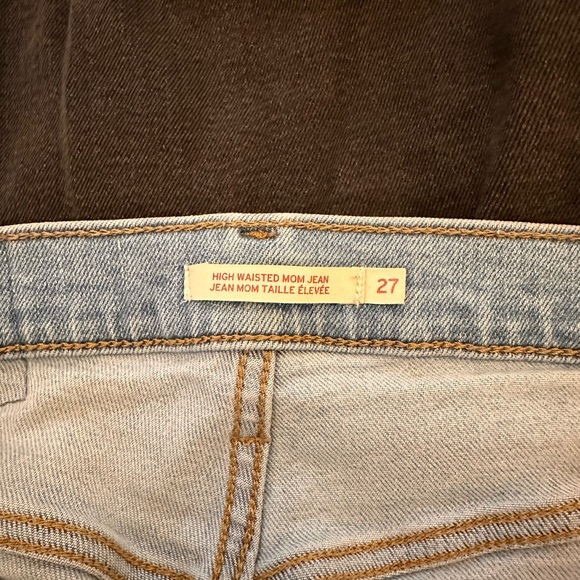 HIGH WAISTED MOM JEAN
JEAN MOM TAILLE ÉLEVÉE
27